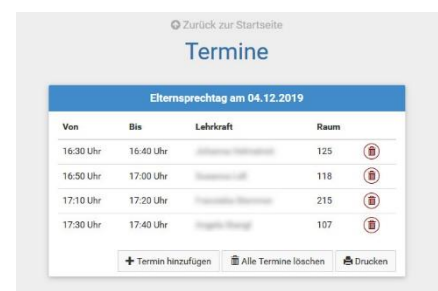 Zurück zur Startseite
Termine
Elternsprechtag am 04.12.2019
Von Bis Lehrkraft Raum
16:30 Uhr 16:40 Uhr 125
16:50 Uhr 17:00 Uhr 118
17:10 Uhr 17:20 Uhr 215
17:30 Uhr 17:40 Uhr 107
Termin hinzufügen Alle Termine löschen Drucken